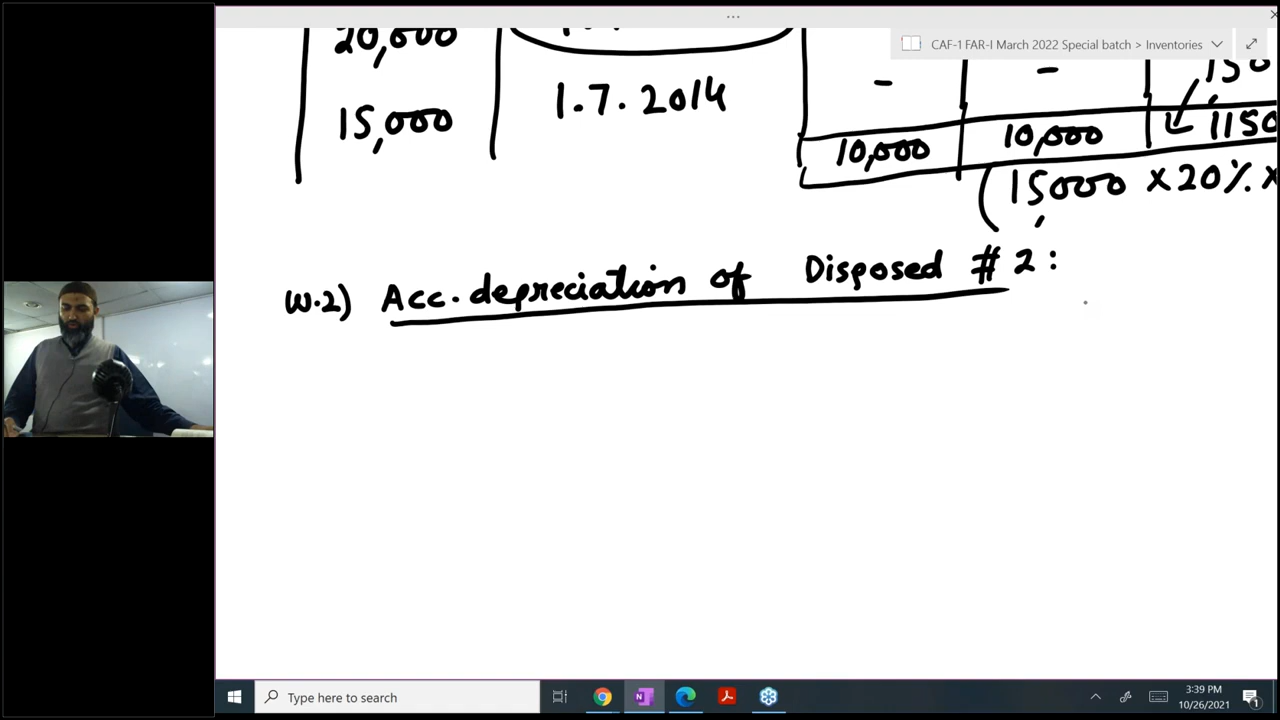 CAF-1 FAR-I March 2022 Special batch > Inventories
20,000
15,000
1.7.2014
- -
10,000 10,000
(15000 x 20% x
W.2) Acc. depreciation of Disposed # 2:
Type here to search
3:39 PM
10/26/2021
1